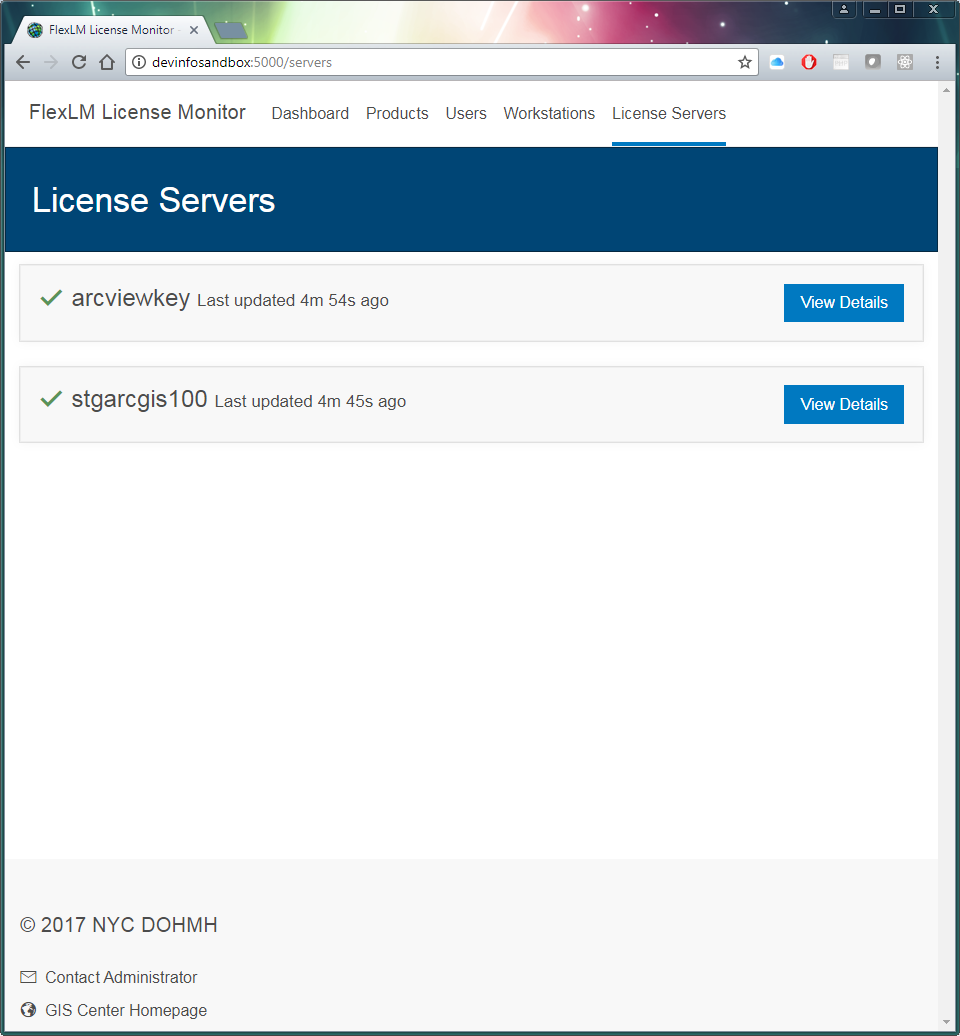 FlexLM License Monitor
devinfosandbox:5000/servers
FlexLM License Monitor Dashboard Products Users Workstations License Servers
License Servers
arcviewkey Last updated 4m 54s ago View Details
stgarcgis100 Last updated 4m 45s ago View Details
© 2017 NYC DOHMH
Contact Administrator
GIS Center Homepage